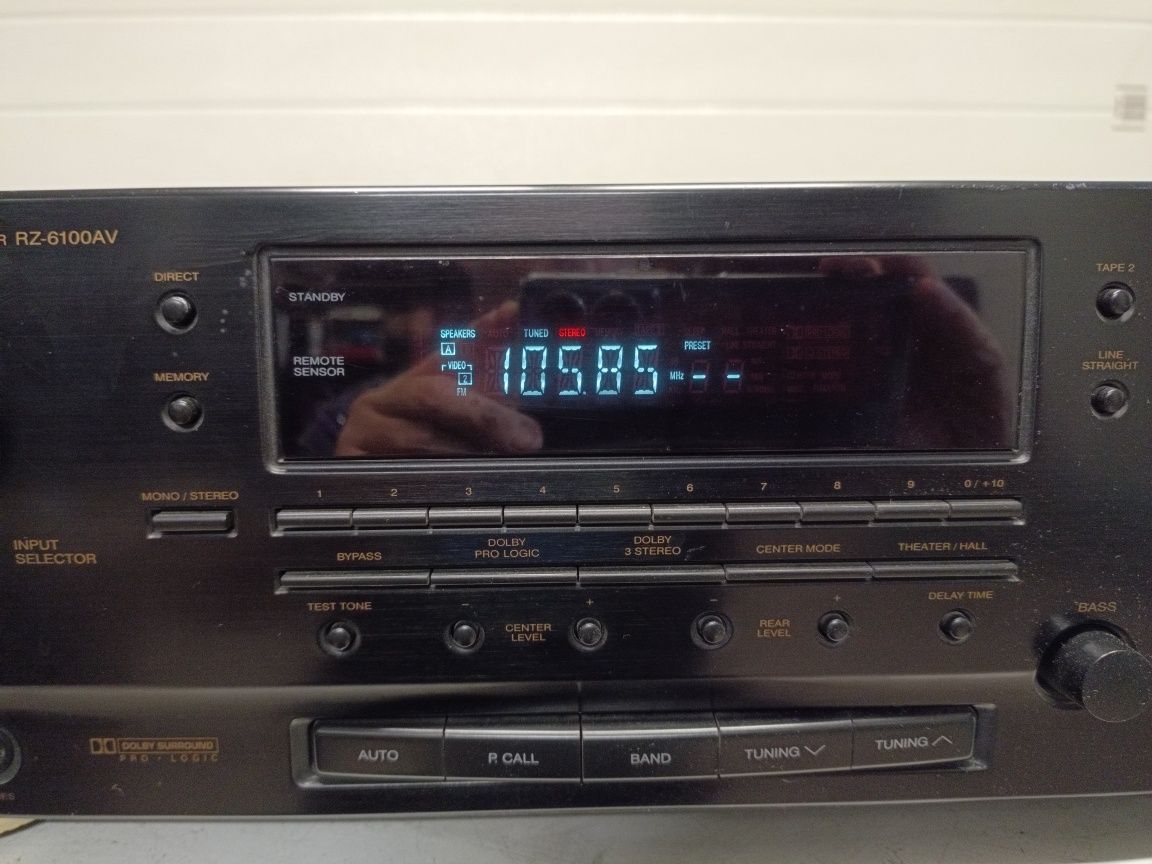 R RZ-6100AV
DIRECT
MEMORY
MONO / STEREO
INPUT
SELECTOR
STANDBY
REMOTE
SENSOR
SPEAKERS
TUNED
STEREO
A
VIDEO
2
FM
105.85
MHz
PRESET
--
TAPE 2
LINE
STRAIGHT
1 2 3 4 5 6 7 8 9 0 / +10
BYPASS
DOLBY
PRO LOGIC
DOLBY
3 STEREO
CENTER MODE
THEATER / HALL
TEST TONE
- CENTER +
LEVEL
- REAR +
LEVEL
DELAY TIME
BASS
DOLBY SURROUND
PRO · LOGIC
AUTO
P. CALL
BAND
TUNING
TUNING